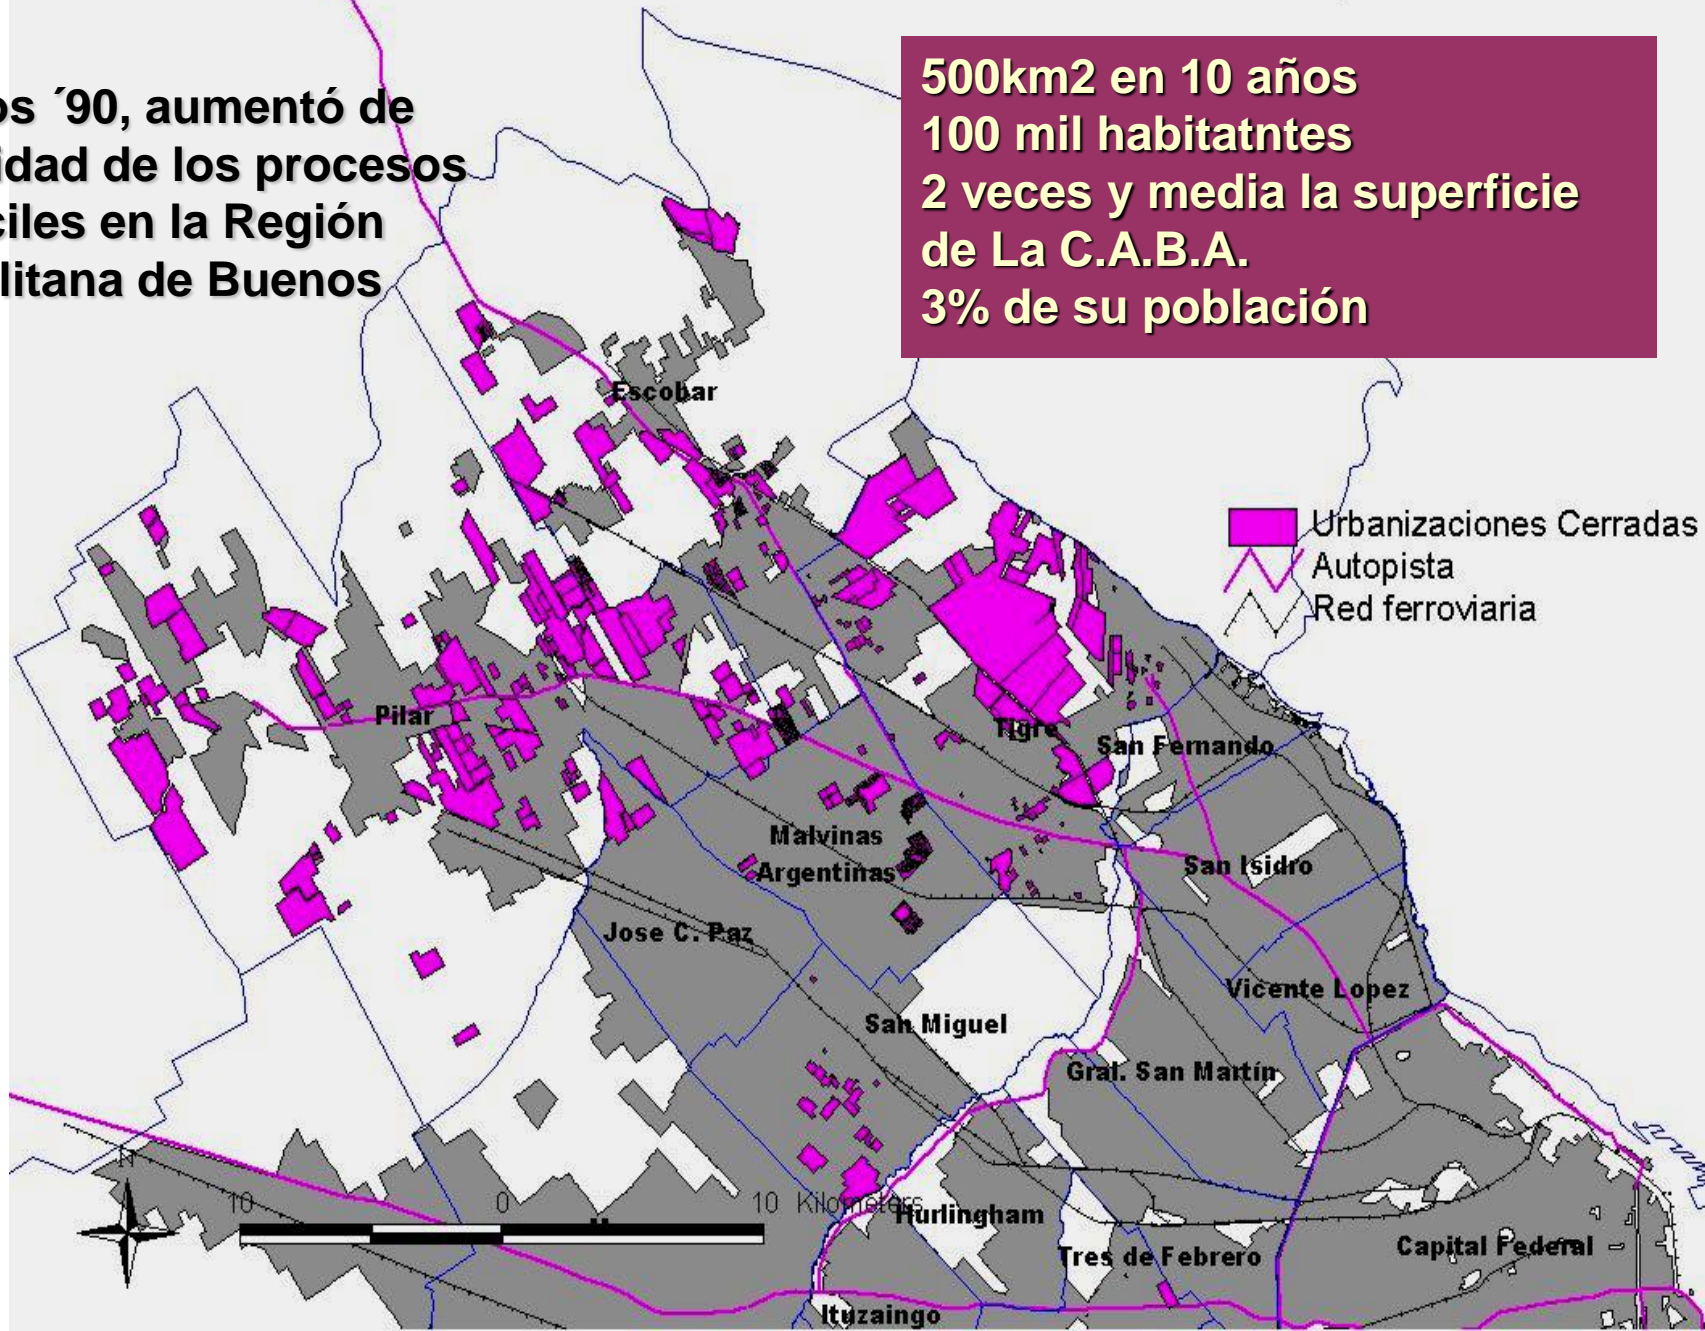 os ´90, aumentó de
idad de los procesos
ciles en la Región
litana de Buenos
500km2 en 10 años
100 mil habitatntes
2 veces y media la superficie
de La C.A.B.A.
3% de su población
Escobar
Urbanizaciones Cerradas
Autopista
Red ferroviaria
Pilar
Tigre
San Fernando
Malvinas
Argentinas
San Isidro
Jose C. Paz
Vicente Lopez
San Miguel
Gral. San Martín
N
10 0 10 Kilometers
Hurlingham
Tres de Febrero
Capital Federal
Ituzaingo